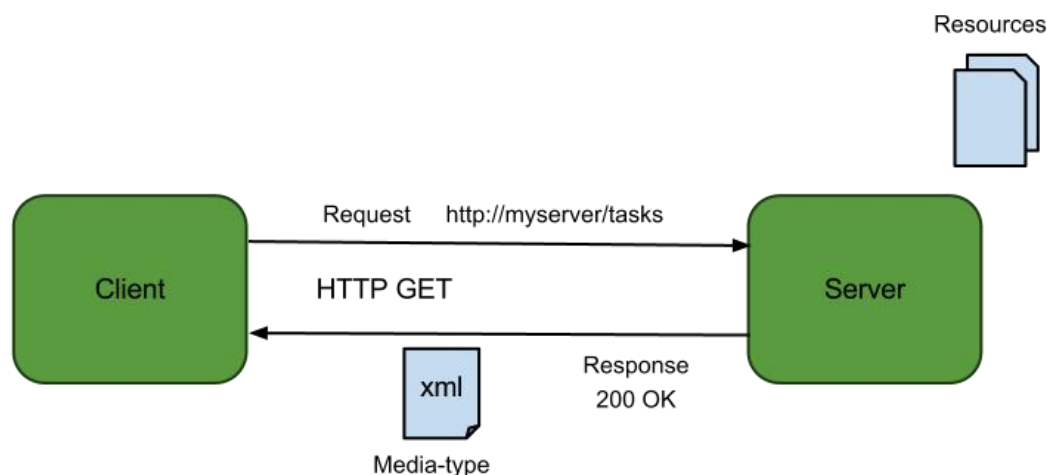 Resources
Request http://myserver/tasks
Client
HTTP GET
Server
Response
200 OK
xml
Media-type